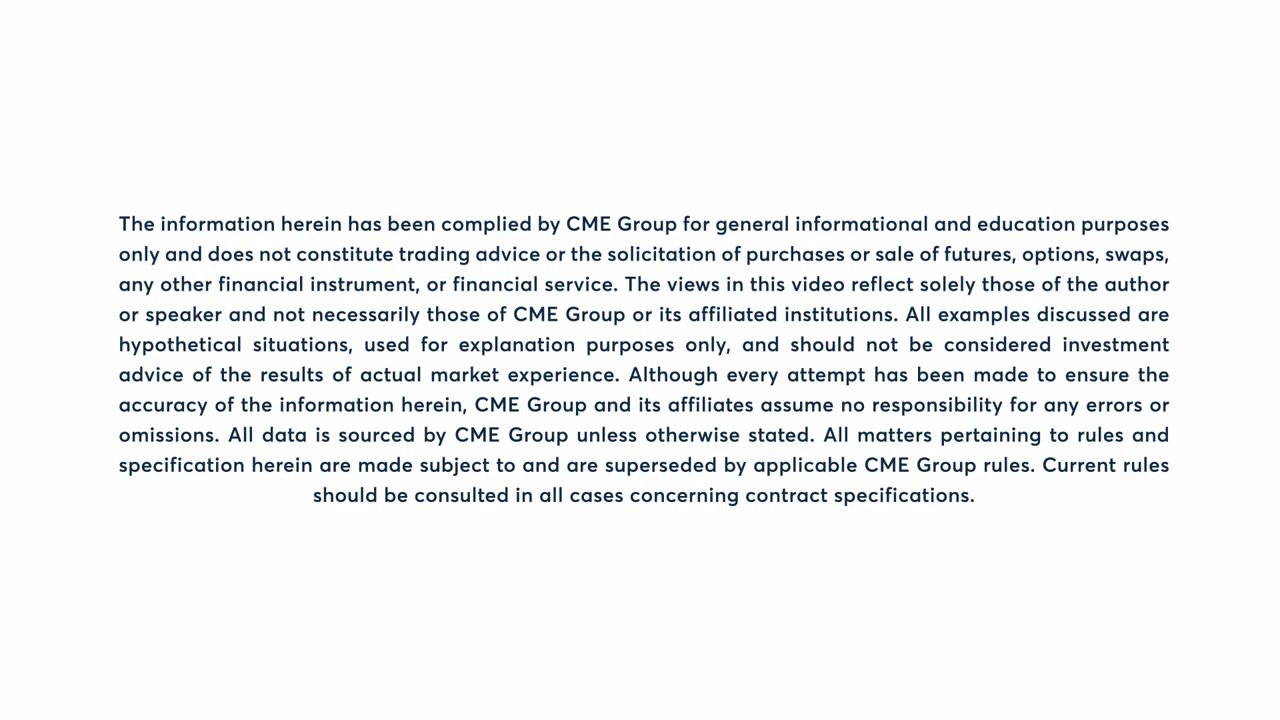 The information herein has been complied by CME Group for general informational and education purposes
only and does not constitute trading advice or the solicitation of purchases or sale of futures, options, swaps,
any other financial instrument, or financial service. The views in this video reflect solely those of the author
or speaker and not necessarily those of CME Group or its affiliated institutions. All examples discussed are
hypothetical situations, used for explanation purposes only, and should not be considered investment
advice of the results of actual market experience. Although every attempt has been made to ensure the
accuracy of the information herein, CME Group and its affiliates assume no responsibility for any errors or
omissions. All data is sourced by CME Group unless otherwise stated. All matters pertaining to rules and
specification herein are made subject to and are superseded by applicable CME Group rules. Current rules
should be consulted in all cases concerning contract specifications.